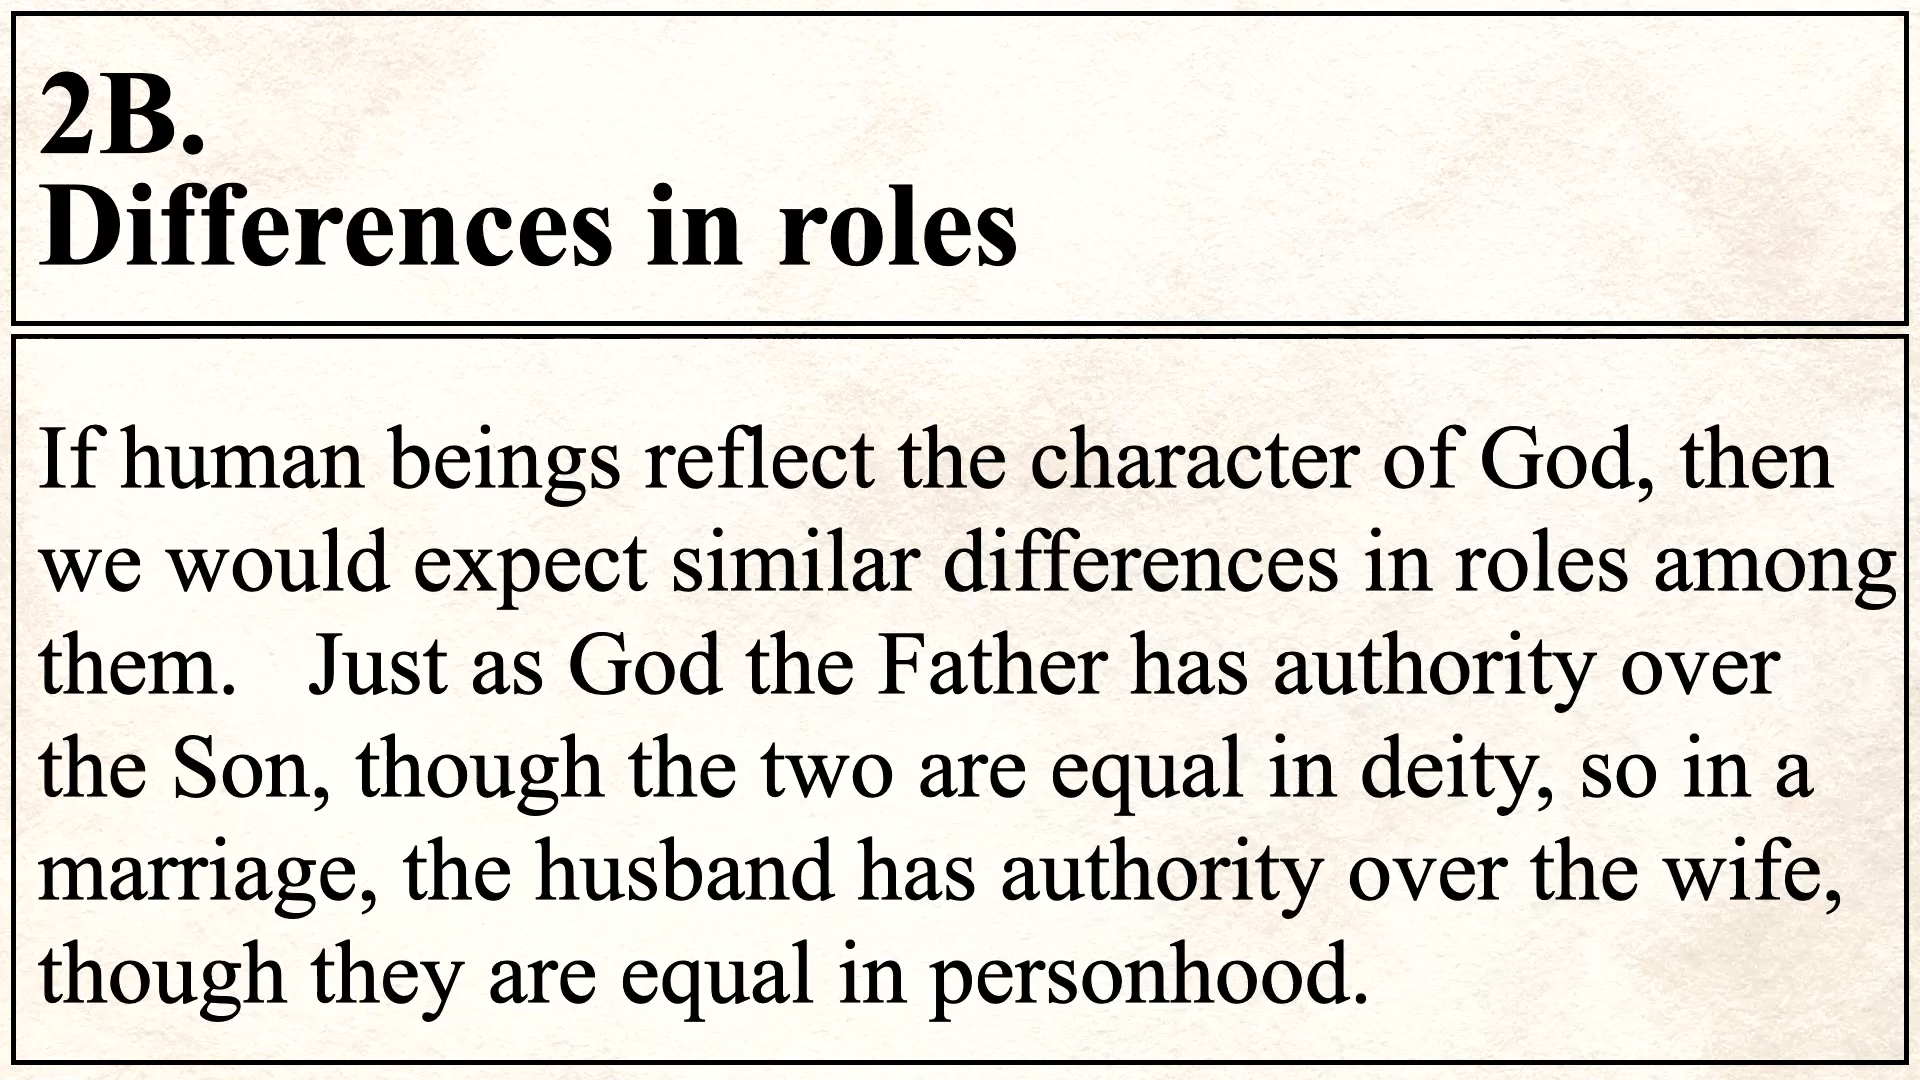 2B.
Differences in roles
If human beings reflect the character of God, then
we would expect similar differences in roles among
them.   Just as God the Father has authority over
the Son, though the two are equal in deity, so in a
marriage, the husband has authority over the wife,
though they are equal in personhood.